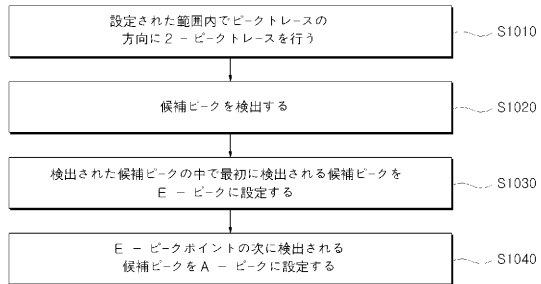 設定された範囲内でピークトレースの
方向に2－ピークトレースを行う
S1010
候補ピークを検出する
S1020
検出された候補ピークの中で最初に検出される候補ピークを
E－ピークに設定する
S1030
E－ピークポイントの次に検出される
候補ピークをA－ピークに設定する
S1040